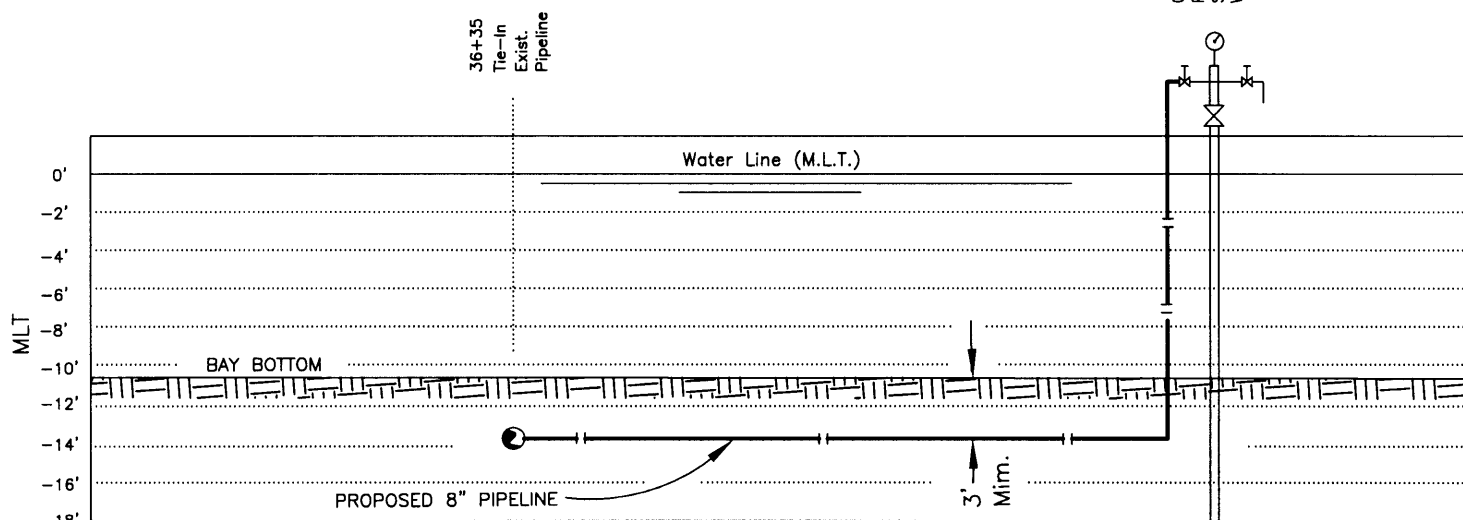 36+35
Tie-In
Exist.
Pipeline
Water Line (M.L.T.)
0'
-2'
-4'
-6'
-8'
-10'
-12'
-14'
-16'
18'
MLT
BAY BOTTOM
PROPOSED 8" PIPELINE
3'
Mim.